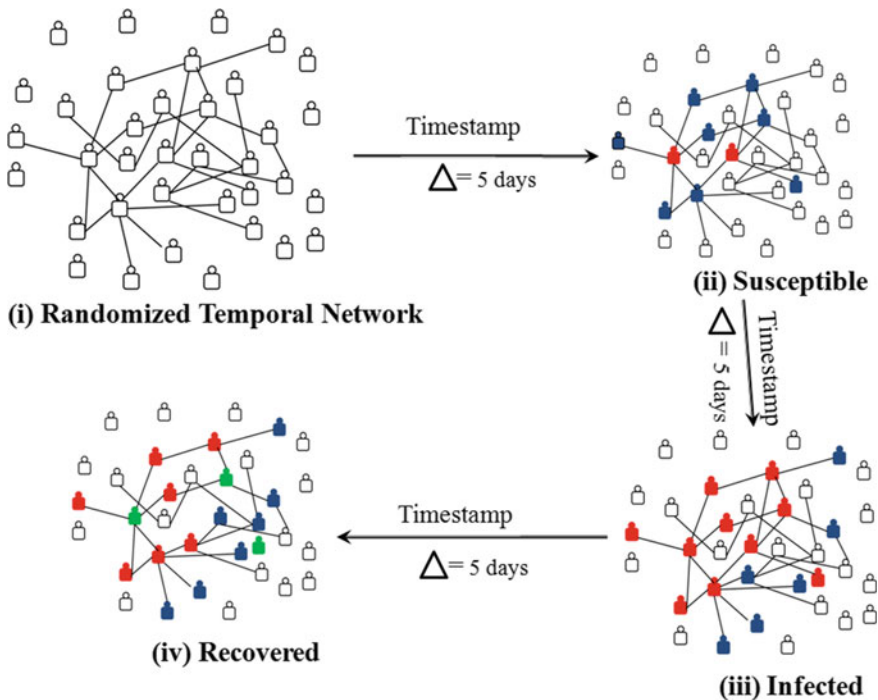 Timestamp
Δ= 5 days
(i) Randomized Temporal Network
(ii) Susceptible
Timestamp
Δ = 5 days
(iii) Infected
Timestamp
Δ= 5 days
(iv) Recovered